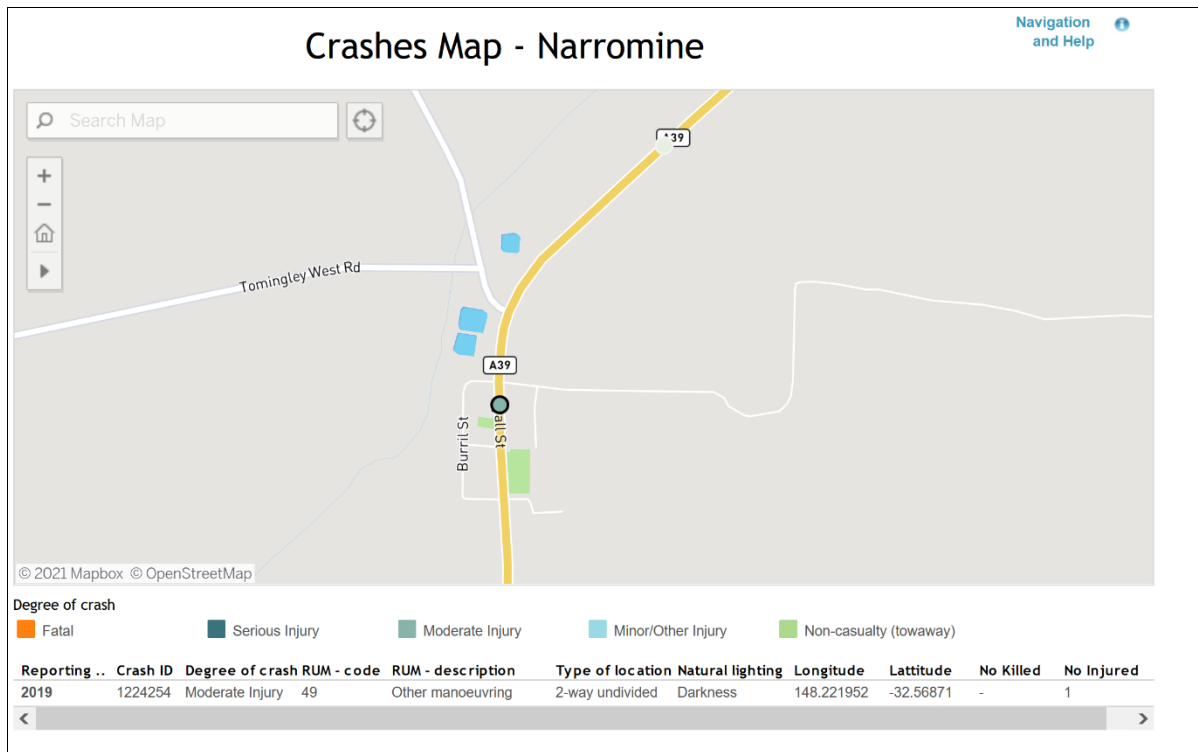 Crashes Map - Narromine
Navigation
and Help
Search Map
A39
Tomingley West Rd
A39
Burril St
all St
© 2021 Mapbox © OpenStreetMap
Degree of crash
Fatal
Serious Injury
Moderate Injury
Minor/Other Injury
Non-casualty (towaway)
Reporting .. Crash ID Degree of crash RUM - code RUM - description Type of location Natural lighting Longitude Lattitude No Killed No Injured
2019 1224254 Moderate Injury 49 Other manoeuvring 2-way undivided Darkness 148.221952 -32.56871 - 1